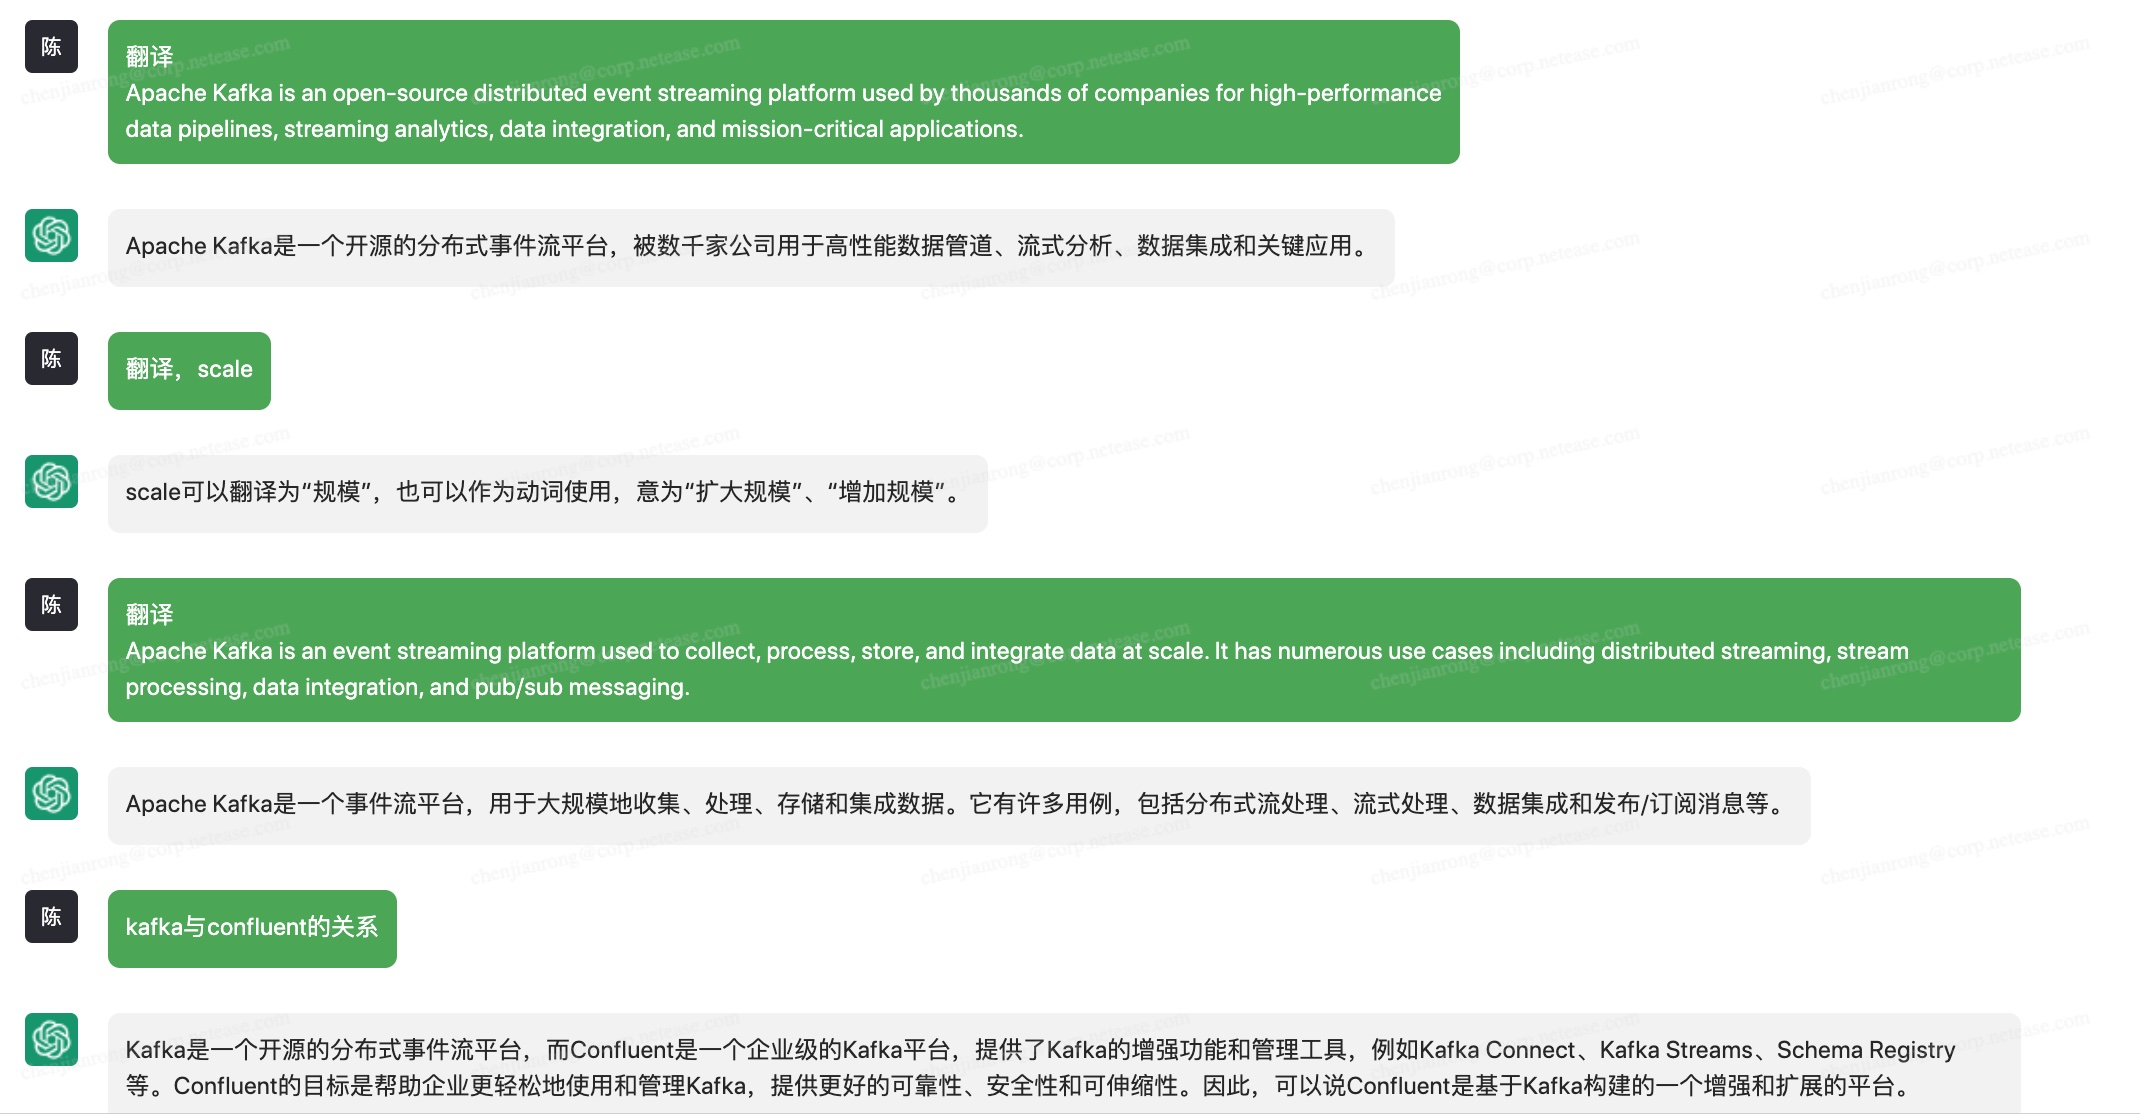 陈
翻译
Apache Kafka is an open-source distributed event streaming platform used by thousands of companies for high-performance
data pipelines, streaming analytics, data integration, and mission-critical applications.
Apache Kafka是一个开源的分布式事件流平台，被数千家公司用于高性能数据管道、流式分析、数据集成和关键应用。
陈
翻译，scale
scale可以翻译为“规模”，也可以作为动词使用，意为“扩大规模”、“增加规模”。
陈
翻译
Apache Kafka is an event streaming platform used to collect, process, store, and integrate data at scale. It has numerous use cases including distributed streaming, stream
processing, data integration, and pub/sub messaging.
Apache Kafka是一个事件流平台，用于大规模地收集、处理、存储和集成数据。它有许多用例，包括分布式流处理、流式处理、数据集成和发布/订阅消息等。
陈
kafka与confluent的关系
Kafka是一个开源的分布式事件流平台，而Confluent是一个企业级的Kafka平台，提供了Kafka的增强功能和管理工具，例如Kafka Connect、Kafka Streams、Schema Registry
等。Confluent的目标是帮助企业更轻松地使用和管理Kafka，提供更好的可靠性、安全性和可伸缩性。因此，可以说Confluent是基于Kafka构建的一个增强和扩展的平台。
chenjianrong@corp.netease.com